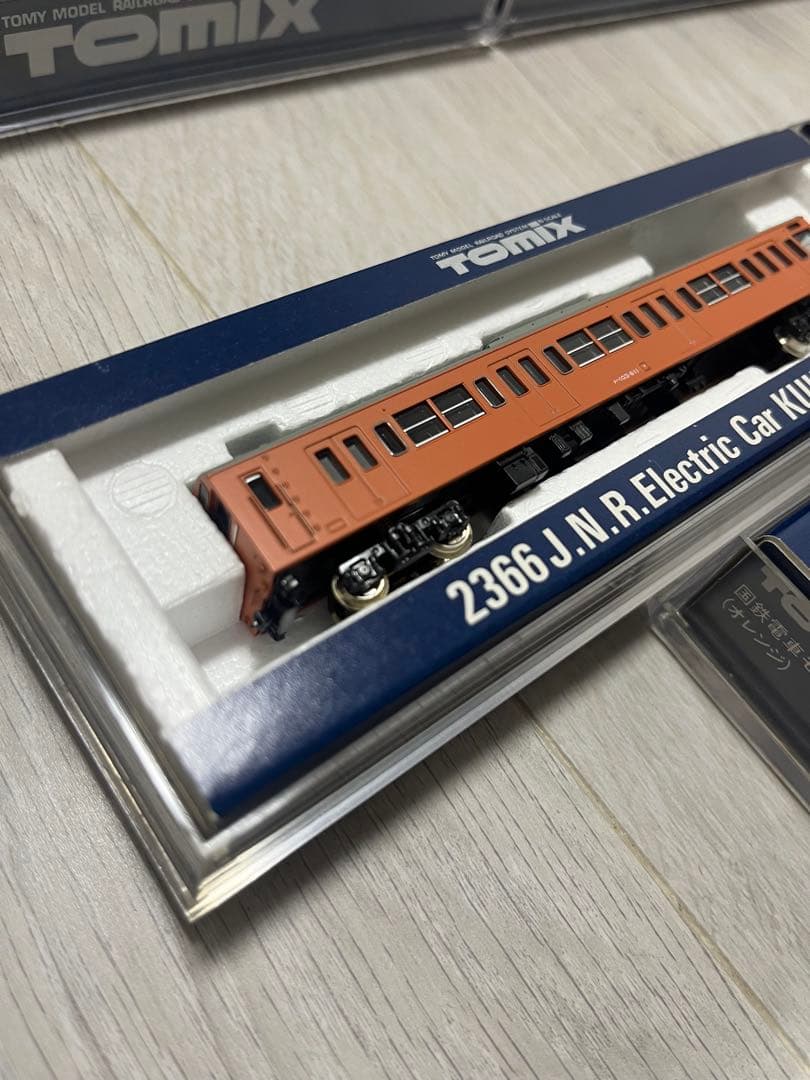 TOMY MODEL RAILROAD
TOMIX
TOMY MODEL RAILROAD SYSTEM N-SCALE
TOMIX
2366 J.N.R.Electric Car KU
国鉄電車モ
(オレンジ)